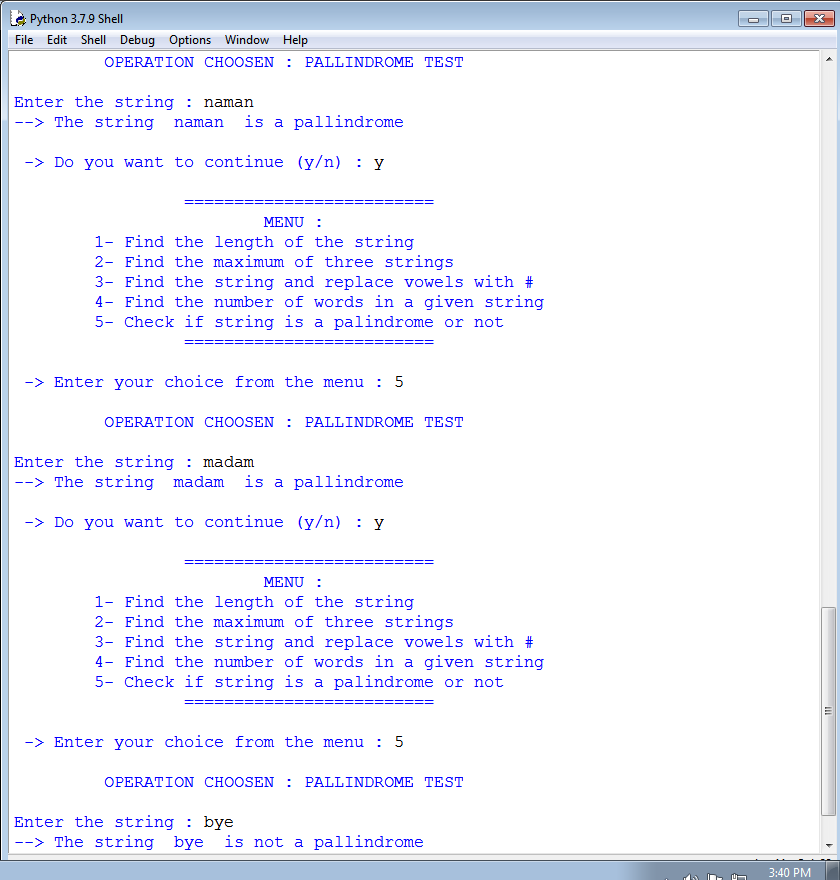 Python 3.7.9 Shell
File Edit Shell Debug Options Window Help
OPERATION CHOOSEN : PALLINDROME TEST
Enter the string : naman
--> The string  naman  is a pallindrome
-> Do you want to continue (y/n) : y
=========================
MENU :
1- Find the length of the string
2- Find the maximum of three strings
3- Find the string and replace vowels with #
4- Find the number of words in a given string
5- Check if string is a palindrome or not
=========================
-> Enter your choice from the menu : 5
OPERATION CHOOSEN : PALLINDROME TEST
Enter the string : madam
--> The string  madam  is a pallindrome
-> Do you want to continue (y/n) : y
=========================
MENU :
1- Find the length of the string
2- Find the maximum of three strings
3- Find the string and replace vowels with #
4- Find the number of words in a given string
5- Check if string is a palindrome or not
=========================
-> Enter your choice from the menu : 5
OPERATION CHOOSEN : PALLINDROME TEST
Enter the string : bye
--> The string  bye  is not a pallindrome
3:40 PM